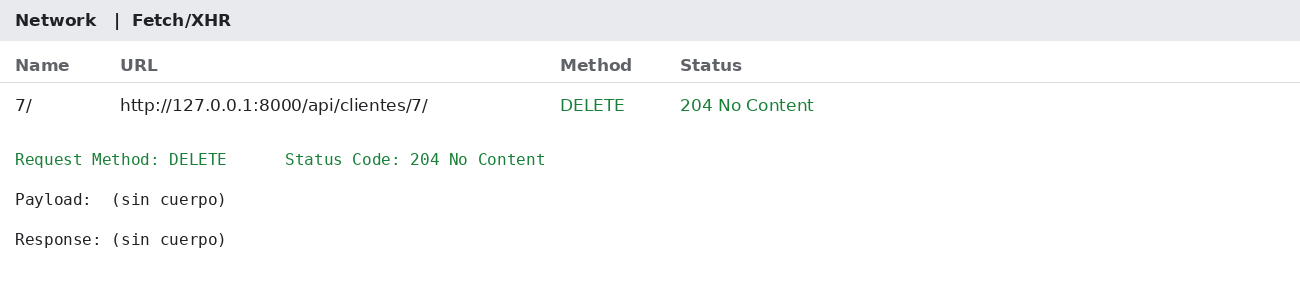 Network | Fetch/XHR
Name URL Method Status
7/ http://127.0.0.1:8000/api/clientes/7/ DELETE 204 No Content
Request Method: DELETE Status Code: 204 No Content
Payload: (sin cuerpo)
Response: (sin cuerpo)